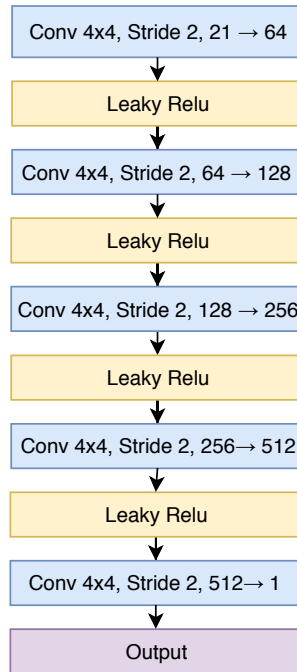 Conv 4x4, Stride 2, 21 → 64
Leaky Relu
Conv 4x4, Stride 2, 64 → 128
Leaky Relu
Conv 4x4, Stride 2, 128 → 256
Leaky Relu
Conv 4x4, Stride 2, 256→ 512
Leaky Relu
Conv 4x4, Stride 2, 512→ 1
Output